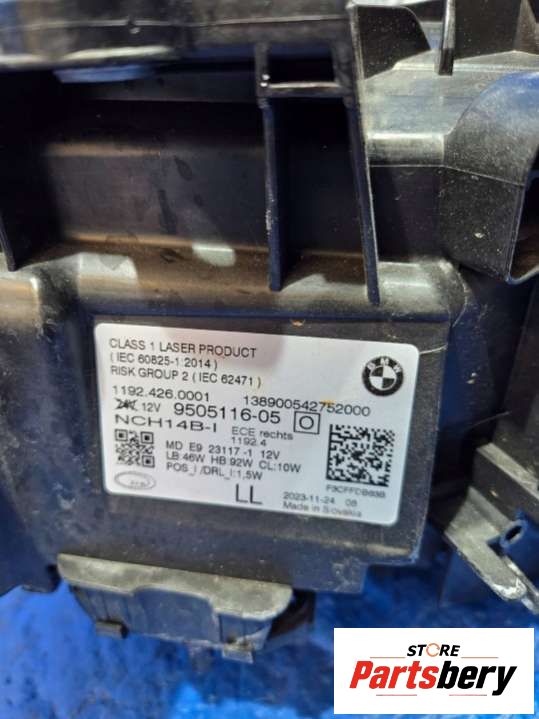 CLASS 1 LASER PRODUCT
( IEC 60825-1:2014 )
RISK GROUP 2 ( IEC 62471 )
BMW
1192.426.0001 138900542752000
24V 12V 9505116-05
NCH14B-I ECE rechts
1192.4
MD E9 23117 -1 12V
LB:46W HB:92W CL:10W
POS_l /DRL_l:1,5W
LL
2023-11-24 08
Made in Slovakia
STORE
Partsbery